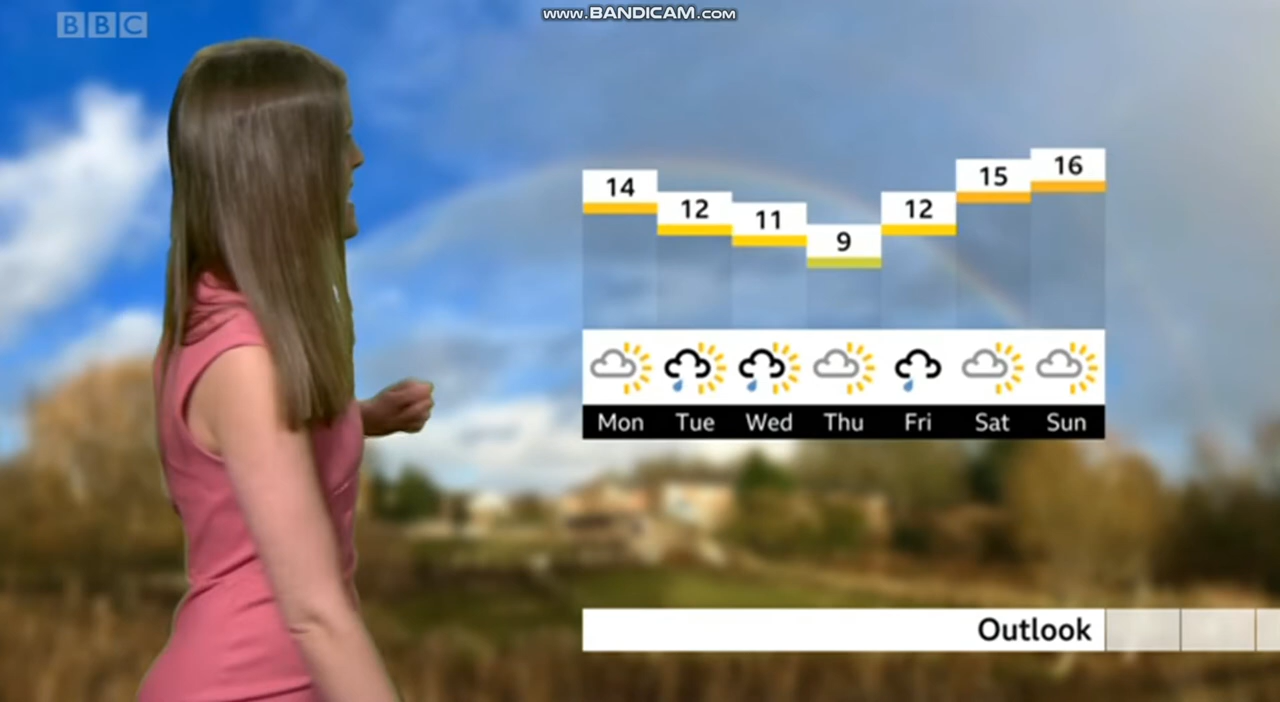 BBC
www.BANDICAM.com
14 12 11 9 12 15 16
Mon Tue Wed Thu Fri Sat Sun
Outlook